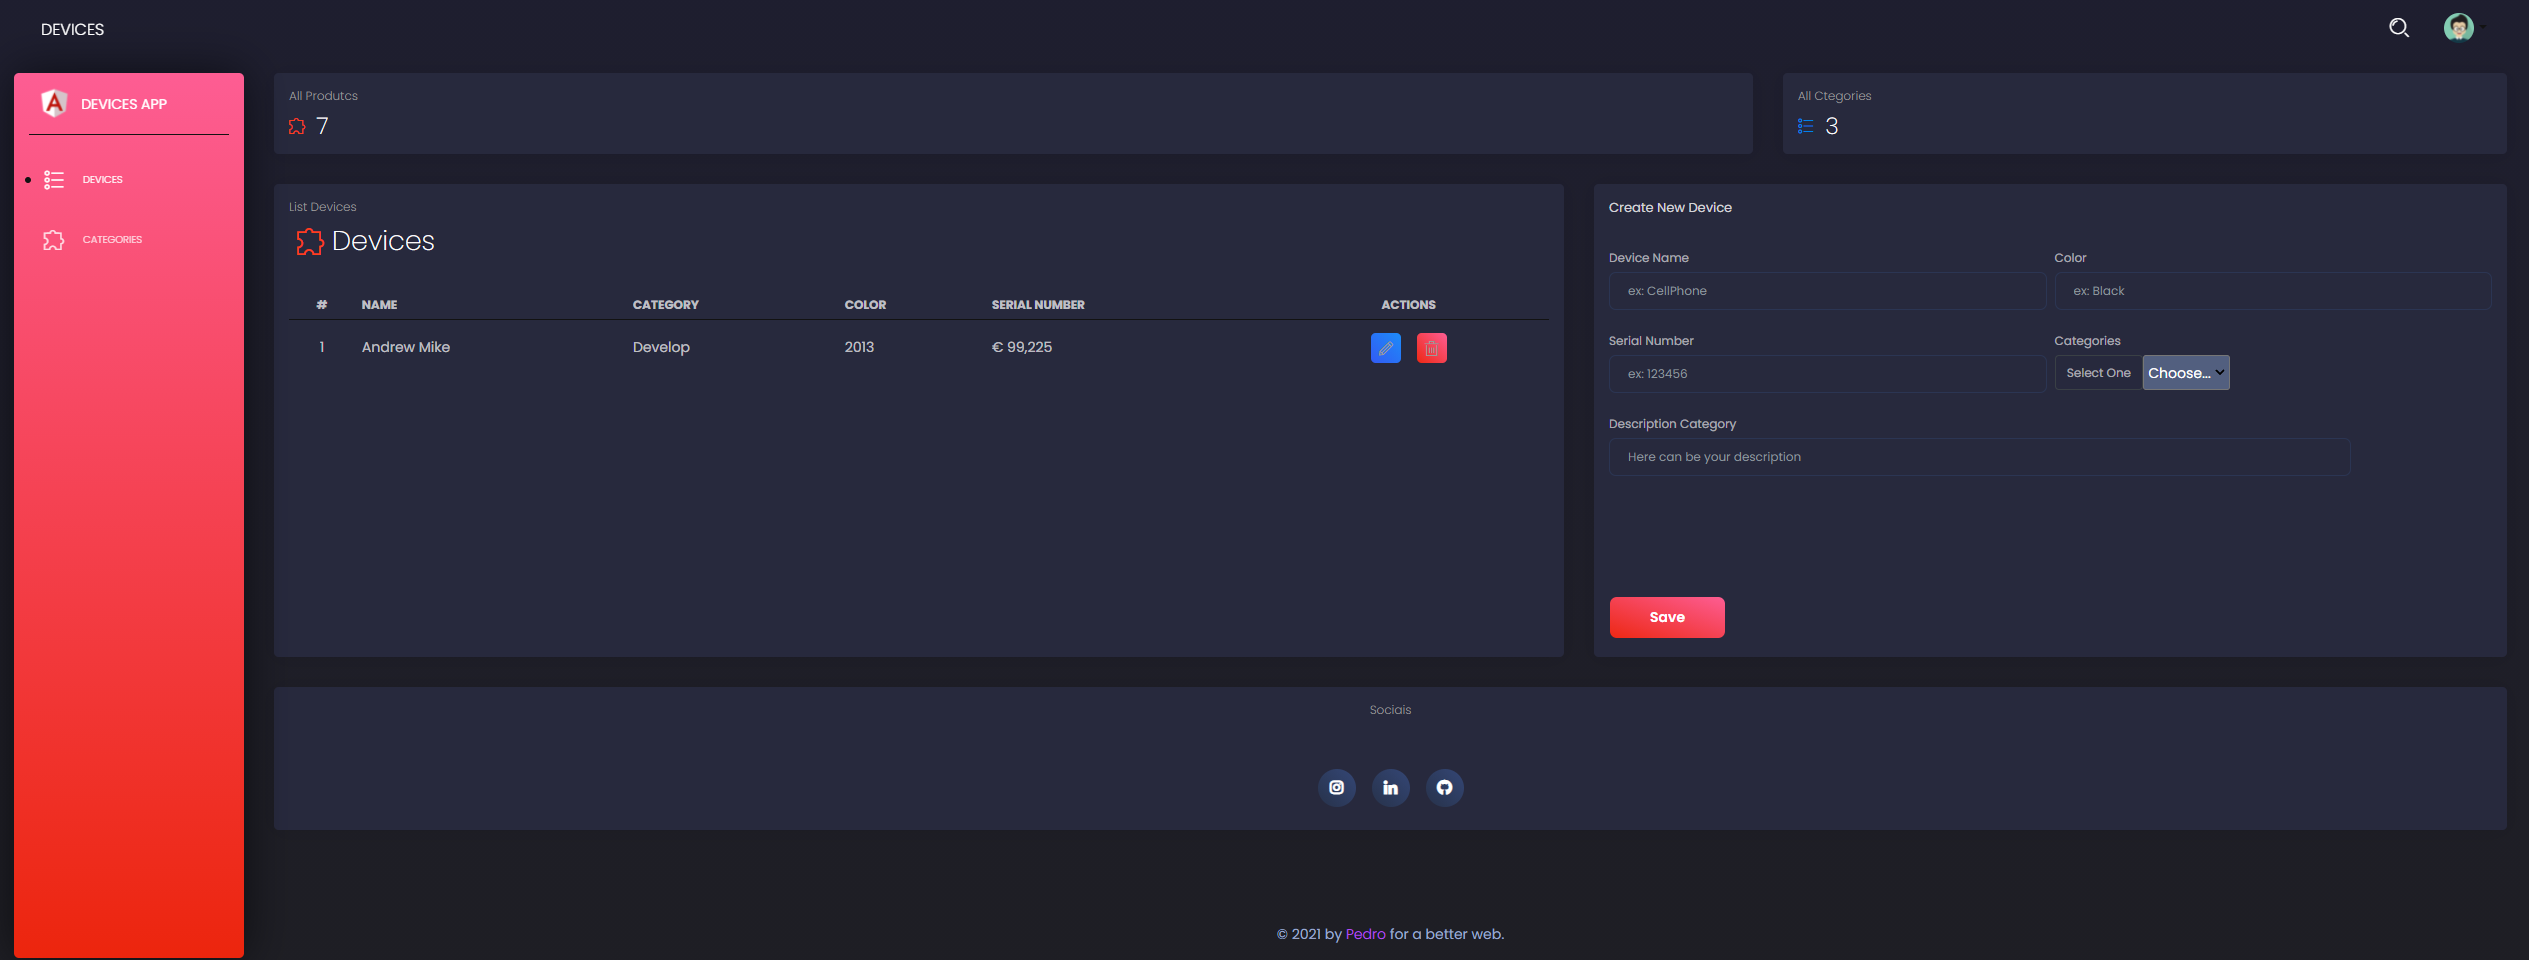 DEVICES
DEVICES APP
DEVICES
CATEGORIES
All Produtcs
7
All Ctegories
3
List Devices
Devices
# NAME CATEGORY COLOR SERIAL NUMBER ACTIONS
1 Andrew Mike Develop 2013 € 99,225
Create New Device
Device Name Color
ex: CellPhone ex: Black
Serial Number Categories
ex: 123456 Select One Choose...
Description Category
Here can be your description
Save
Sociais
© 2021 by Pedro for a better web.